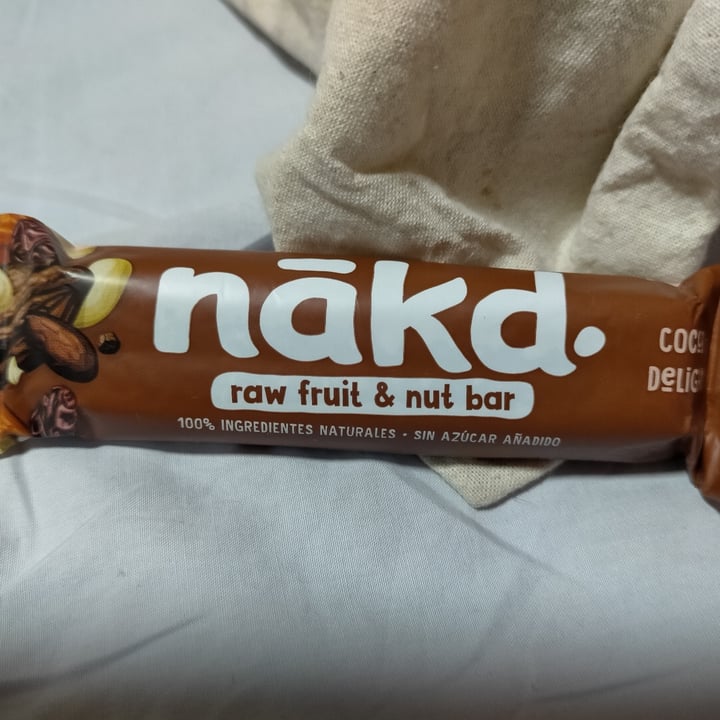 nākd.
raw fruit & nut bar
100% INGREDIENTES NATURALES • SIN AZÚCAR AÑADIDO